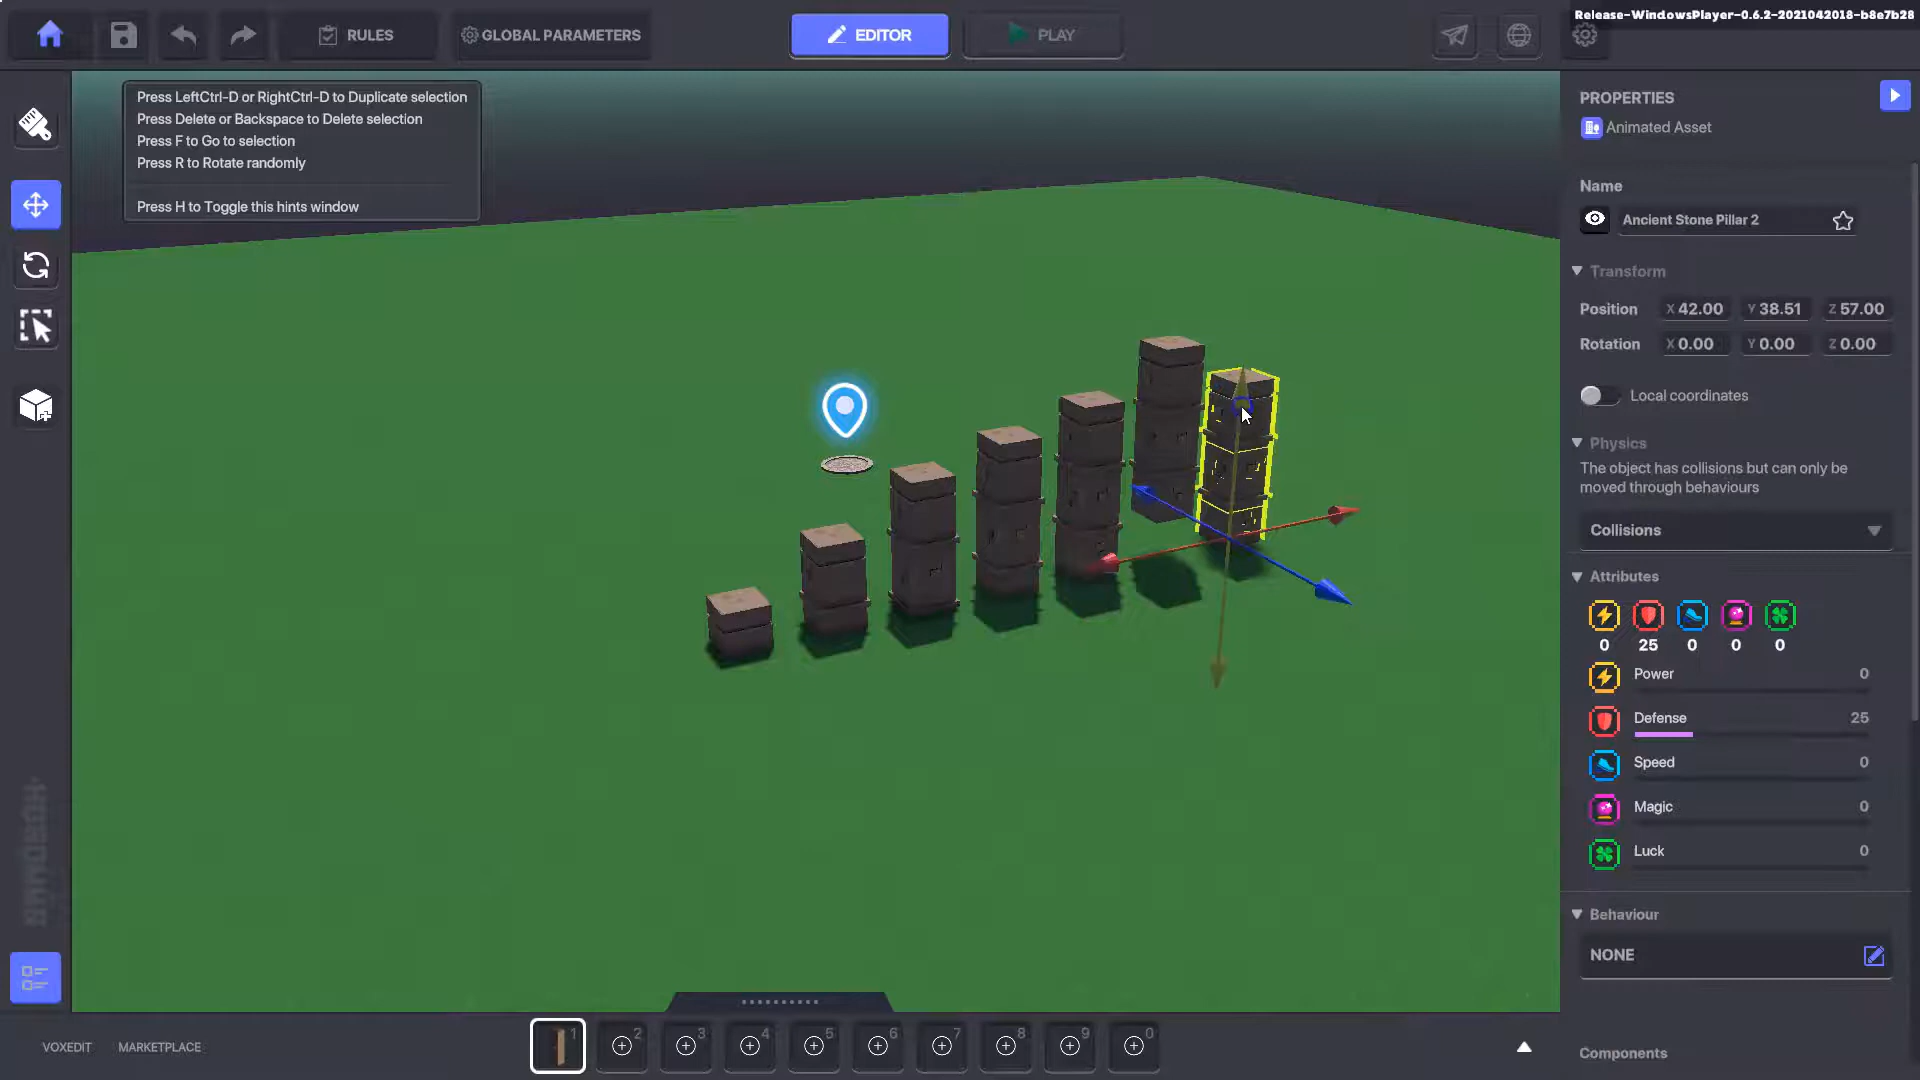 Release-WindowsPlayer-0.6.2-2021042018-b8e7b28
RULES
GLOBAL PARAMETERS
EDITOR
PLAY
Press LeftCtrl-D or RightCtrl-D to Duplicate selection
Press Delete or Backspace to Delete selection
Press F to Go to selection
Press R to Rotate randomly
Press H to Toggle this hints window
PROPERTIES
Animated Asset
Name
Ancient Stone Pillar 2
Transform
Position X 42.00 Y 38.51 Z 57.00
Rotation X 0.00 Y 0.00 Z 0.00
Local coordinates
Physics
The object has collisions but can only be
moved through behaviours
Collisions
Attributes
0 25 0 0 0
Power 0
Defense 25
Speed 0
Magic 0
Luck 0
Behaviour
NONE
Components
VOXEDIT
MARKETPLACE
1 2 3 4 5 6 7 8 9 0